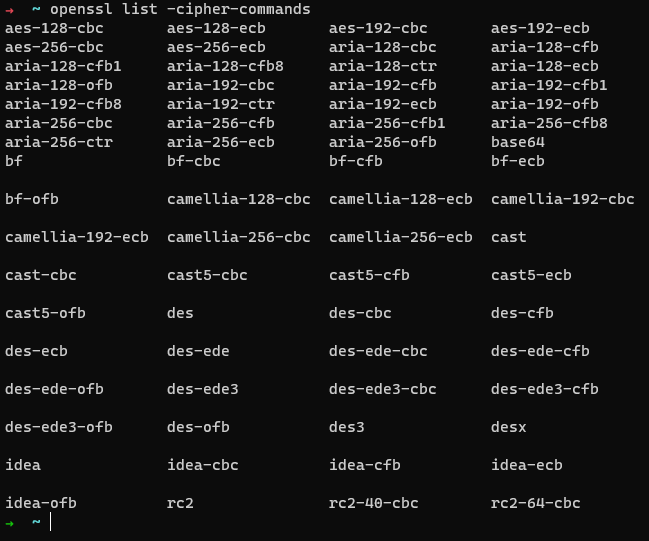 → ~ openssl list -cipher-commands
aes-128-cbc aes-128-ecb aes-192-cbc aes-192-ecb
aes-256-cbc aes-256-ecb aria-128-cbc aria-128-cfb
aria-128-cfb1 aria-128-cfb8 aria-128-ctr aria-128-ecb
aria-128-ofb aria-192-cbc aria-192-cfb aria-192-cfb1
aria-192-cfb8 aria-192-ctr aria-192-ecb aria-192-ofb
aria-256-cbc aria-256-cfb aria-256-cfb1 aria-256-cfb8
aria-256-ctr aria-256-ecb aria-256-ofb base64
bf bf-cbc bf-cfb bf-ecb
bf-ofb camellia-128-cbc camellia-128-ecb camellia-192-cbc
camellia-192-ecb camellia-256-cbc camellia-256-ecb cast
cast-cbc cast5-cbc cast5-cfb cast5-ecb
cast5-ofb des des-cbc des-cfb
des-ecb des-ede des-ede-cbc des-ede-cfb
des-ede-ofb des-ede3 des-ede3-cbc des-ede3-cfb
des-ede3-ofb des-ofb des3 desx
idea idea-cbc idea-cfb idea-ecb
idea-ofb rc2 rc2-40-cbc rc2-64-cbc
→ ~